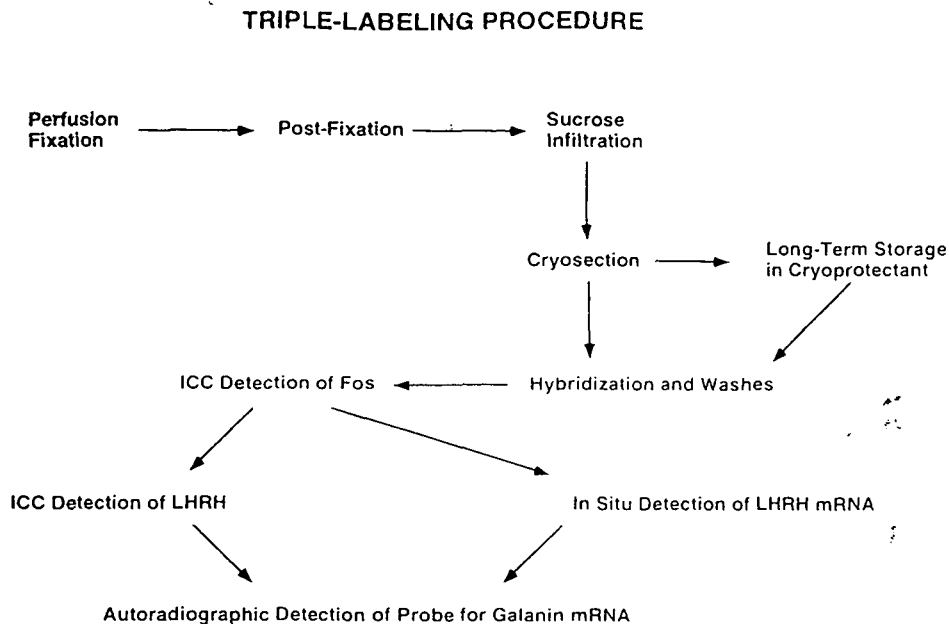 TRIPLE-LABELING PROCEDURE
Perfusion
Fixation
Post-Fixation
Sucrose
Infiltration
Cryosection
Long-Term Storage
in Cryoprotectant
Hybridization and Washes
ICC Detection of Fos
ICC Detection of LHRH
In Situ Detection of LHRH mRNA
Autoradiographic Detection of Probe for Galanin mRNA